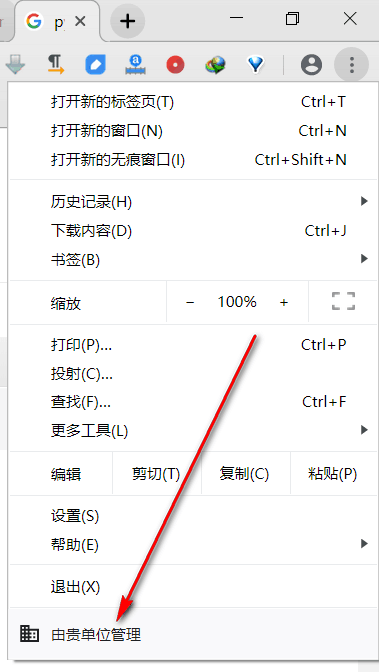 py
打开新的标签页(T) Ctrl+T
打开新的窗口(N) Ctrl+N
打开新的无痕窗口(I) Ctrl+Shift+N
历史记录(H)
下载内容(D) Ctrl+J
书签(B)
缩放 − 100% +
打印(P)... Ctrl+P
投射(C)...
查找(F)... Ctrl+F
更多工具(L)
编辑 剪切(T) 复制(C) 粘贴(P)
设置(S)
帮助(E)
退出(X)
由贵单位管理